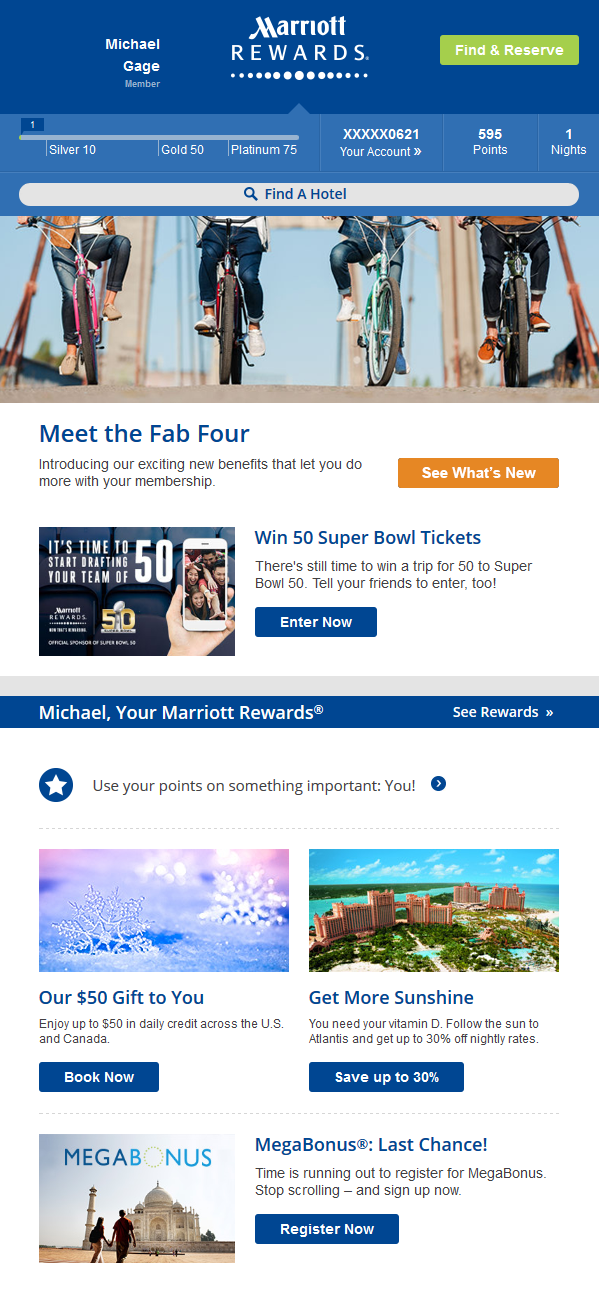 Michael
Gage
Member
Marriott
REWARDS®
Find & Reserve
1
Silver 10
Gold 50
Platinum 75
XXXXX0621
Your Account »
595
Points
1
Nights
Find A Hotel
Meet the Fab Four
Introducing our exciting new benefits that let you do
more with your membership.
See What's New
IT'S TIME TO
START DRAFTING
YOUR TEAM OF
50
Marriott
REWARDS.
NOW THAT'S REWARDING.
50
OFFICIAL SPONSOR OF SUPER BOWL 50
Win 50 Super Bowl Tickets
There's still time to win a trip for 50 to Super
Bowl 50. Tell your friends to enter, too!
Enter Now
Michael, Your Marriott Rewards®
See Rewards »
Use your points on something important: You!
Our $50 Gift to You
Enjoy up to $50 in daily credit across the U.S.
and Canada.
Book Now
Get More Sunshine
You need your vitamin D. Follow the sun to
Atlantis and get up to 30% off nightly rates.
Save up to 30%
MEGABONUS
MegaBonus®: Last Chance!
Time is running out to register for MegaBonus.
Stop scrolling – and sign up now.
Register Now